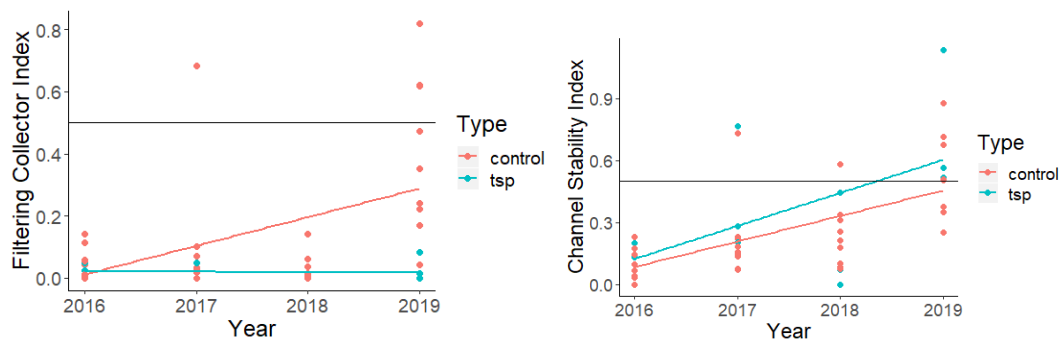 Filtering Collector Index
0.8
0.6
0.4
0.2
0.0
2016 2017 2018 2019
Year
Type
control
tsp
Channel Stability Index
0.9
0.6
0.3
0.0
2016 2017 2018 2019
Year
Type
control
tsp